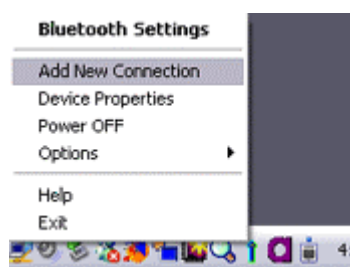 Bluetooth Settings
Add New Connection
Device Properties
Power OFF
Options
Help
Exit